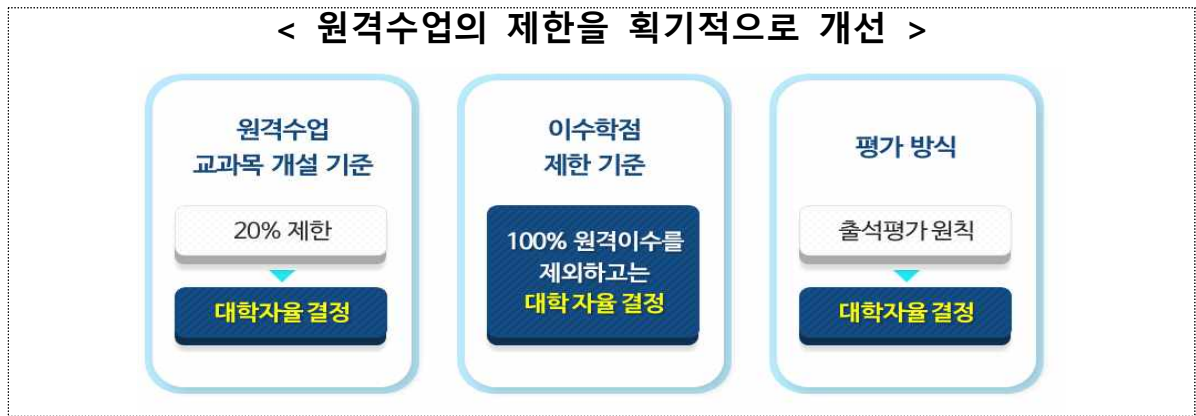 < 원격수업의 제한을 획기적으로 개선 >
원격수업
교과목 개설 기준
20% 제한
대학자율 결정
이수학점
제한 기준
100% 원격이수를
제외하고는
대학 자율 결정
평가 방식
출석평가 원칙
대학자율 결정